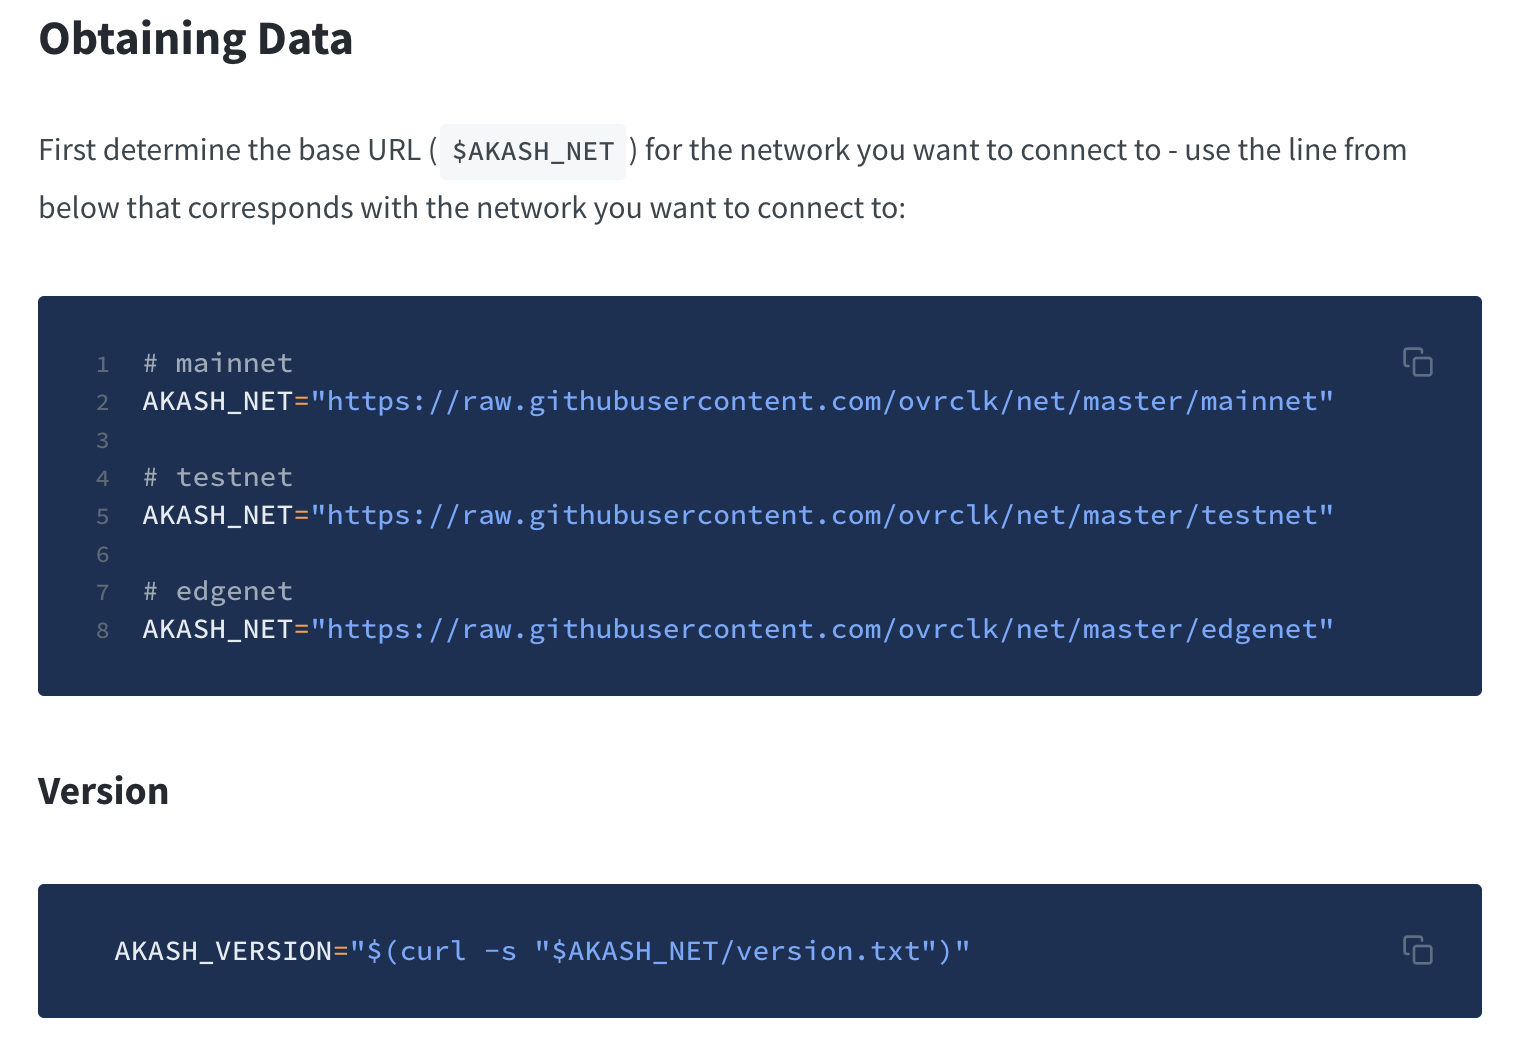 Obtaining Data
First determine the base URL ( $AKASH_NET ) for the network you want to connect to - use the line from
below that corresponds with the network you want to connect to:
1 # mainnet
2 AKASH_NET="https://raw.githubusercontent.com/ovrclk/net/master/mainnet"
3
4 # testnet
5 AKASH_NET="https://raw.githubusercontent.com/ovrclk/net/master/testnet"
6
7 # edgenet
8 AKASH_NET="https://raw.githubusercontent.com/ovrclk/net/master/edgenet"
Version
AKASH_VERSION="$(curl -s "$AKASH_NET/version.txt")"